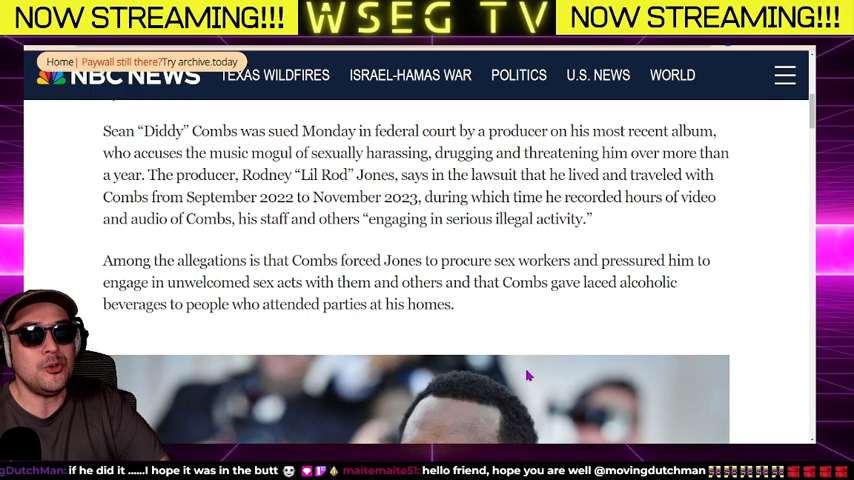 NOW STREAMING!!! WSEG TV NOW STREAMING!!!
Home| Paywall still there?Try archive.today
NBC NEWS TEXAS WILDFIRES ISRAEL-HAMAS WAR POLITICS U.S. NEWS WORLD
Sean “Diddy” Combs was sued Monday in federal court by a producer on his most recent album,
who accuses the music mogul of sexually harassing, drugging and threatening him over more than
a year. The producer, Rodney “Lil Rod” Jones, says in the lawsuit that he lived and traveled with
Combs from September 2022 to November 2023, during which time he recorded hours of video
and audio of Combs, his staff and others “engaging in serious illegal activity.”
Among the allegations is that Combs forced Jones to procure sex workers and pressured him to
engage in unwelcomed sex acts with them and others and that Combs gave laced alcoholic
beverages to people who attended parties at his homes.
gDutchMan: if he did it ......I hope it was in the butt maitemaite51: hello friend, hope you are well @movingdutchman